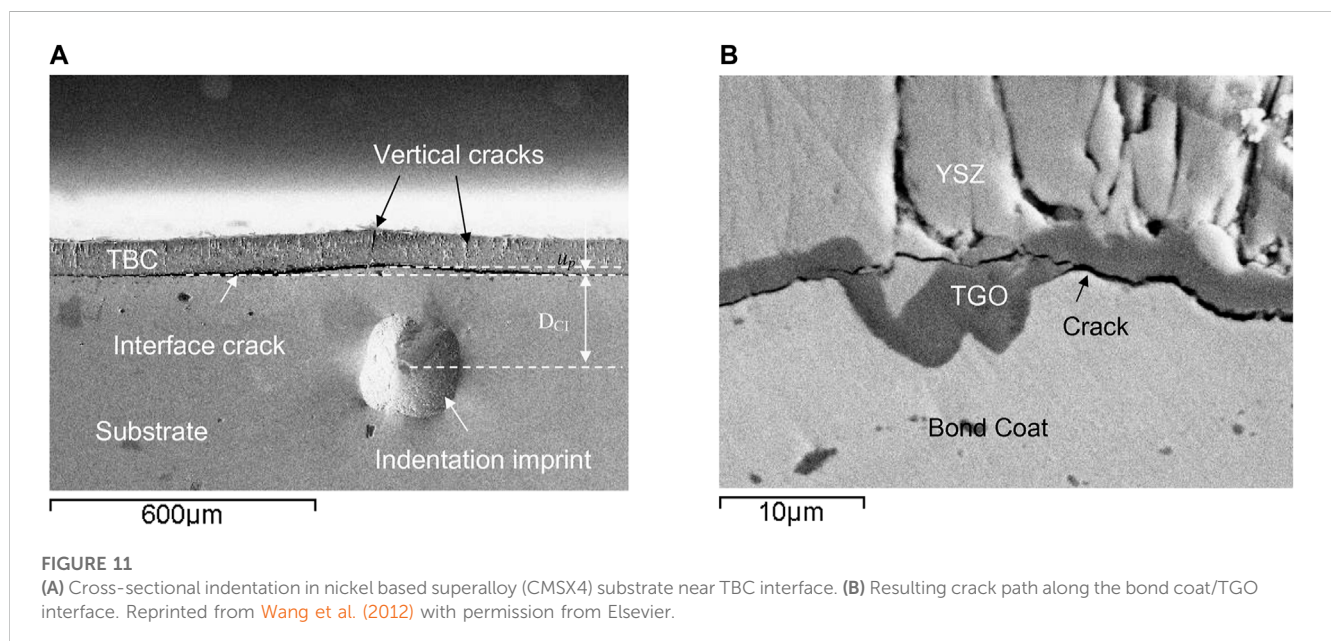 A
Vertical cracks
TBC
u_p
D_CI
Interface crack
Substrate
Indentation imprint
600µm
B
YSZ
TGO
Crack
Bond Coat
10µm
FIGURE 11
(A) Cross-sectional indentation in nickel based superalloy (CMSX4) substrate near TBC interface. (B) Resulting crack path along the bond coat/TGO
interface. Reprinted from Wang et al. (2012) with permission from Elsevier.